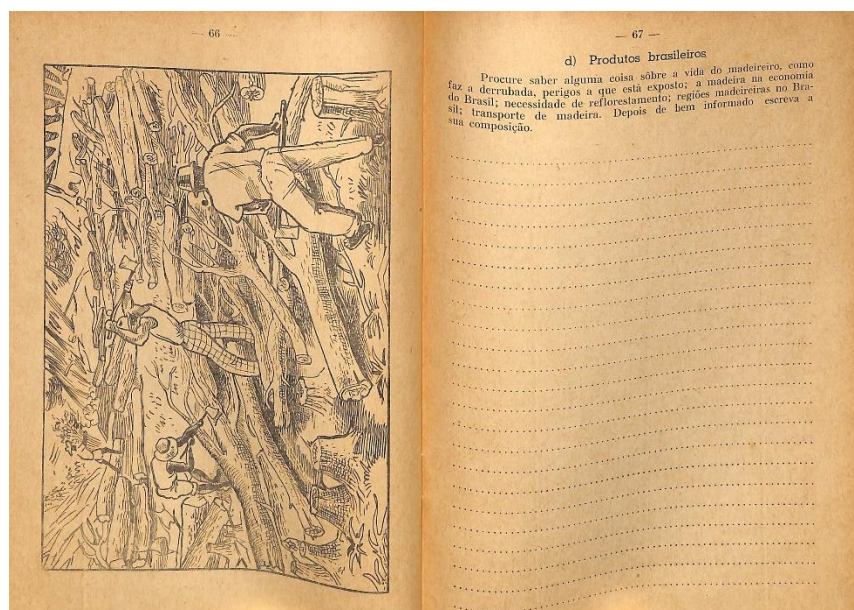 — 66 —
— 67 —
d) Produtos brasileiros
Procure saber alguma coisa sôbre a vida do madeireiro, como
faz a derrubada, perigos a que está exposto; a madeira na economia
do Brasil; necessidade de reflorestamento; regiões madeireiras no Bra-
sil; transporte de madeira. Depois de bem informado escreva a
sua composição.